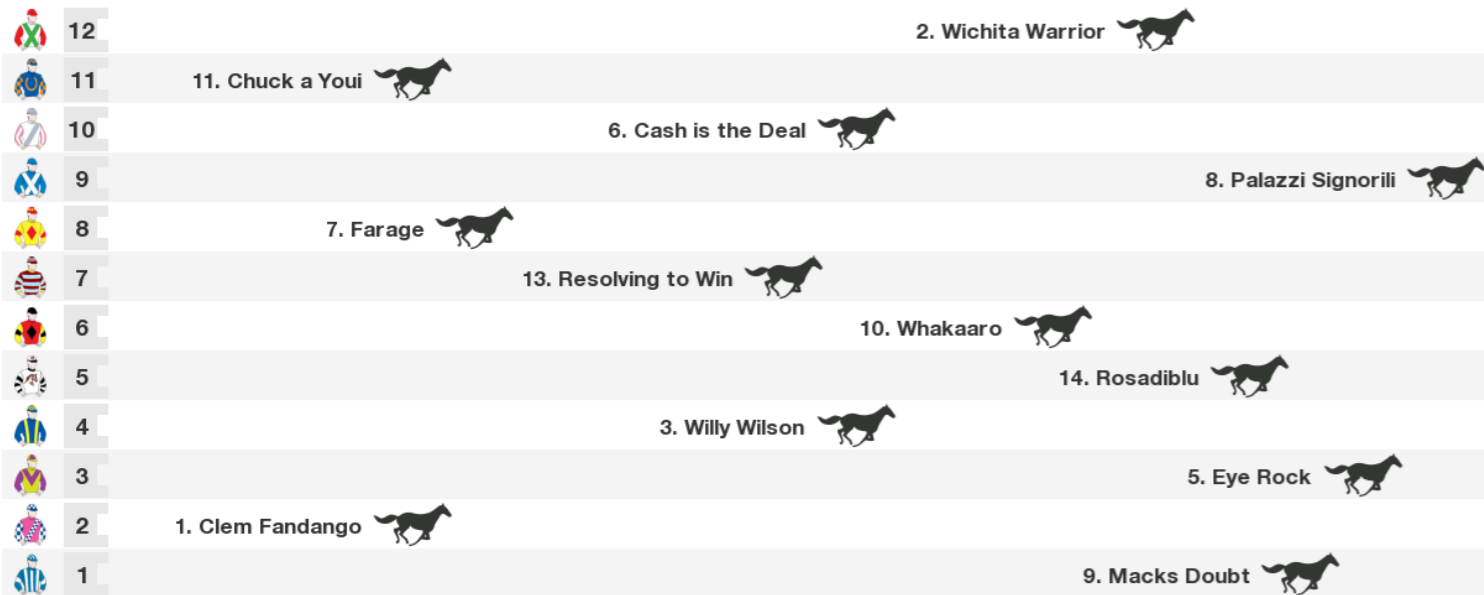 12 2. Wichita Warrior
11 11. Chuck a Youi
10 6. Cash is the Deal
9 8. Palazzi Signorili
8 7. Farage
7 13. Resolving to Win
6 10. Whakaaro
5 14. Rosadiblu
4 3. Willy Wilson
3 5. Eye Rock
2 1. Clem Fandango
1 9. Macks Doubt